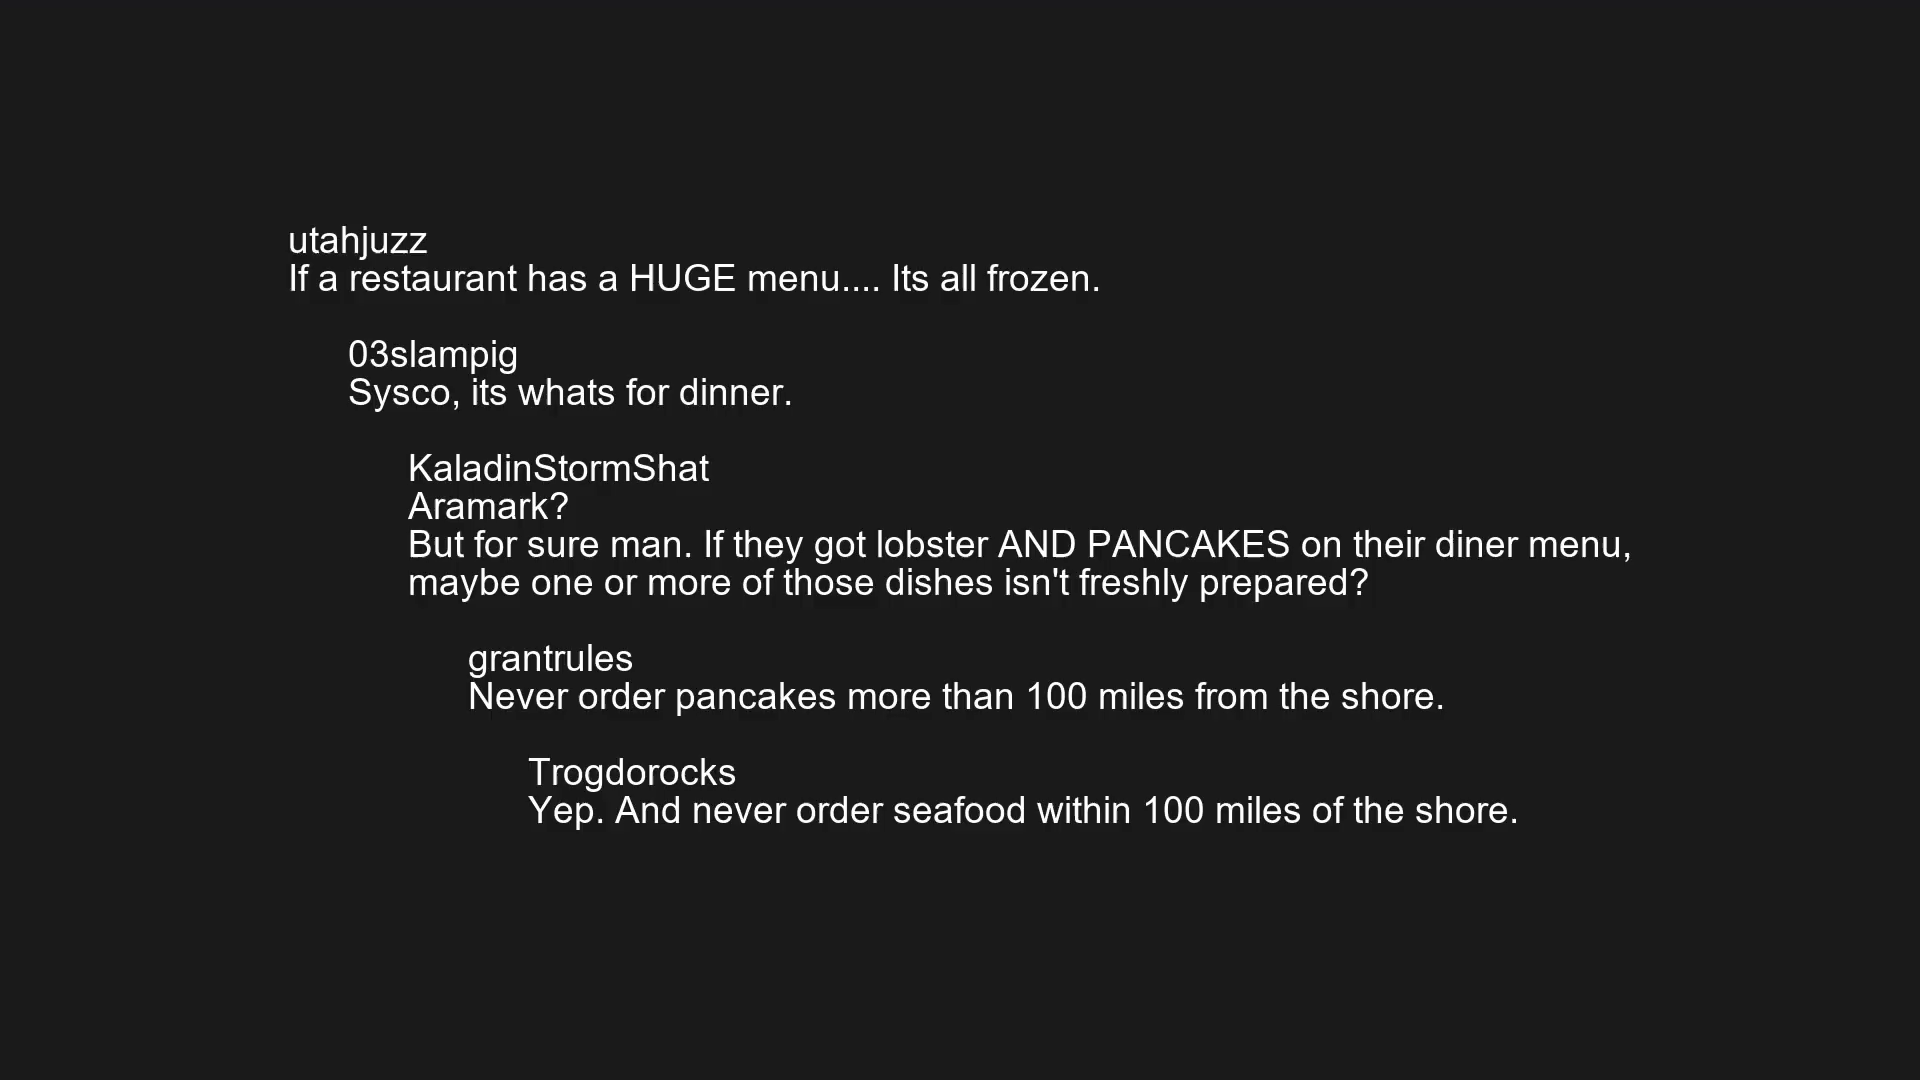 utahjuzz
If a restaurant has a HUGE menu.... Its all frozen.
03slampig
Sysco, its whats for dinner.
KaladinStormShat
Aramark?
But for sure man. If they got lobster AND PANCAKES on their diner menu,
maybe one or more of those dishes isn't freshly prepared?
grantrules
Never order pancakes more than 100 miles from the shore.
Trogdorocks
Yep. And never order seafood within 100 miles of the shore.